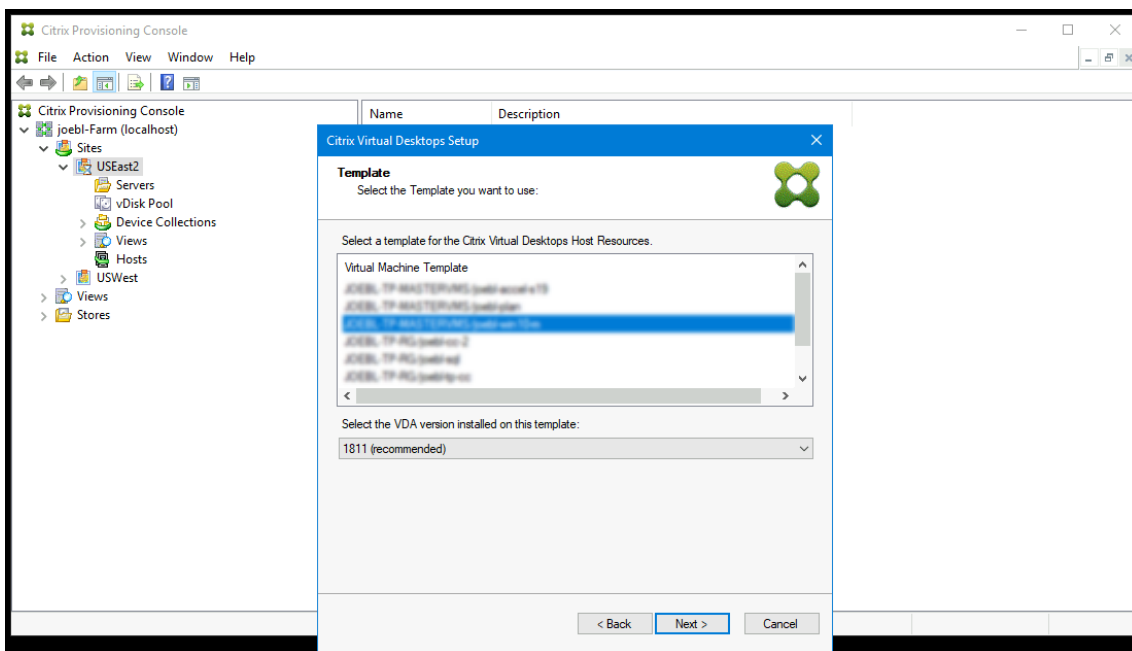 Citrix Provisioning Console
File Action View Window Help
Citrix Provisioning Console
joebl-Farm (localhost)
Sites
USEast2
Servers
vDisk Pool
Device Collections
Views
Hosts
USWest
Views
Stores
Name Description
Citrix Virtual Desktops Setup
Template
Select the Template you want to use:
Select a template for the Citrix Virtual Desktops Host Resources.
Virtual Machine Template
Select the VDA version installed on this template:
1811 (recommended)
< Back Next > Cancel